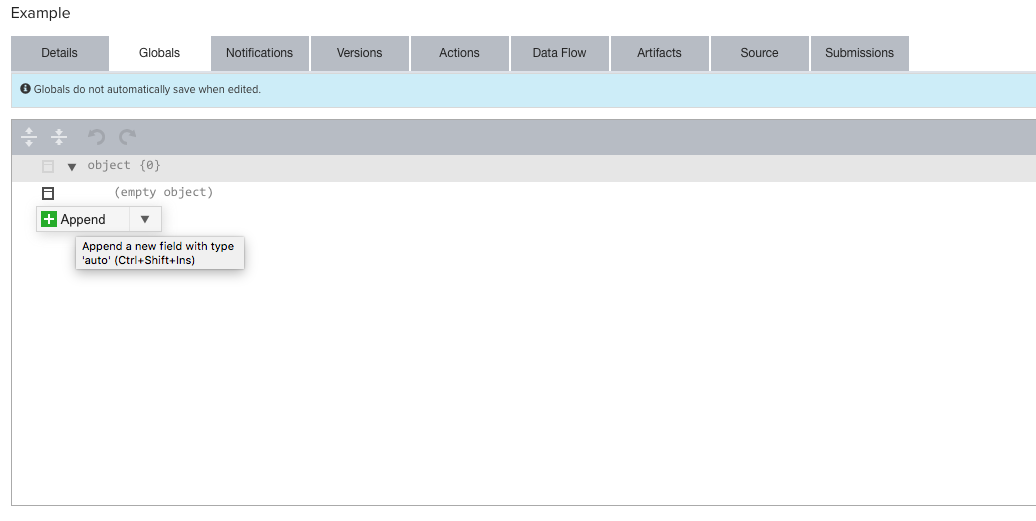 Example
Details Globals Notifications Versions Actions Data Flow Artifacts Source Submissions
Globals do not automatically save when edited.
object {0}
(empty object)
Append
Append a new field with type
'auto' (Ctrl+Shift+Ins)